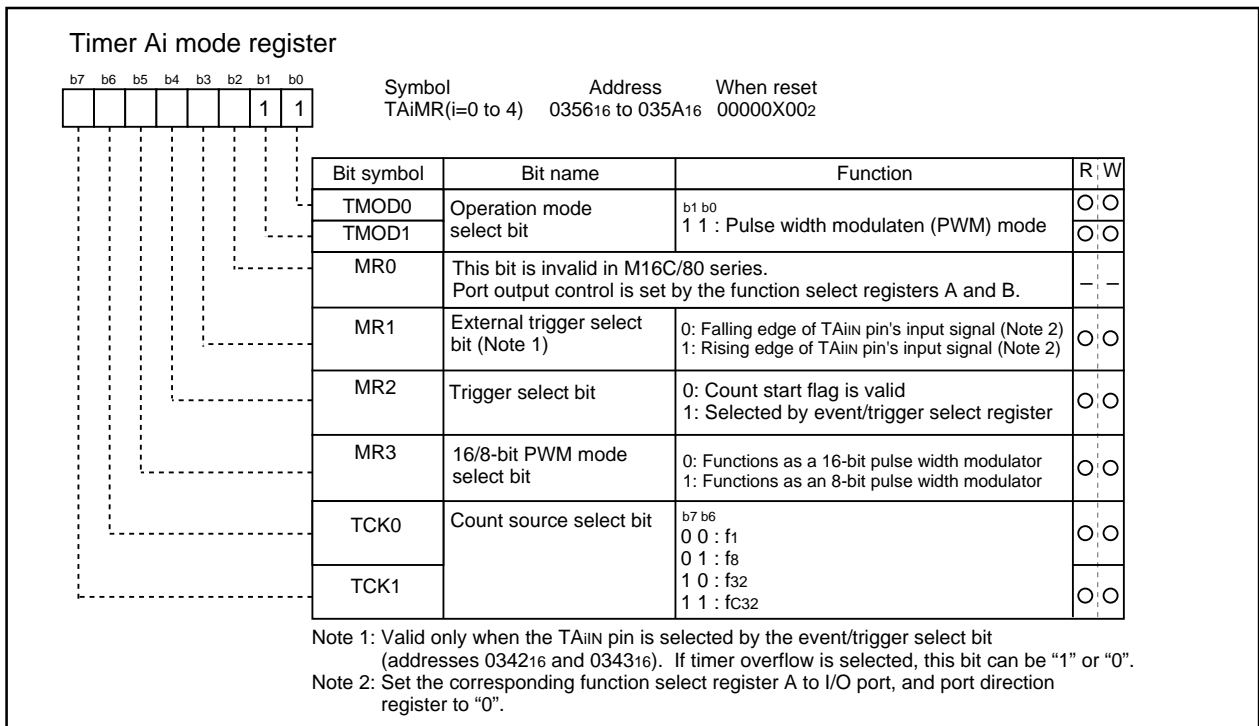 Timer Ai mode register
b7 b6 b5 b4 b3 b2 b1 b0
1 1
Symbol Address When reset
TAiMR(i=0 to 4) 035616 to 035A16 00000X002
Bit symbol Bit name Function R W
TMOD0 Operation mode select bit b1 b0
TMOD1 1 1 : Pulse width modulaten (PWM) mode
MR0 This bit is invalid in M16C/80 series.
Port output control is set by the function select registers A and B.
– –
MR1 External trigger select bit (Note 1) 0: Falling edge of TAiIN pin's input signal (Note 2)
1: Rising edge of TAiIN pin's input signal (Note 2)
MR2 Trigger select bit 0: Count start flag is valid
1: Selected by event/trigger select register
MR3 16/8-bit PWM mode select bit 0: Functions as a 16-bit pulse width modulator
1: Functions as an 8-bit pulse width modulator
TCK0 Count source select bit b7 b6
0 0 : f1
0 1 : f8
TCK1 1 0 : f32
1 1 : fC32
Note 1: Valid only when the TAiIN pin is selected by the event/trigger select bit
(addresses 034216 and 034316). If timer overflow is selected, this bit can be “1” or “0”.
Note 2: Set the corresponding function select register A to I/O port, and port direction
register to “0”.